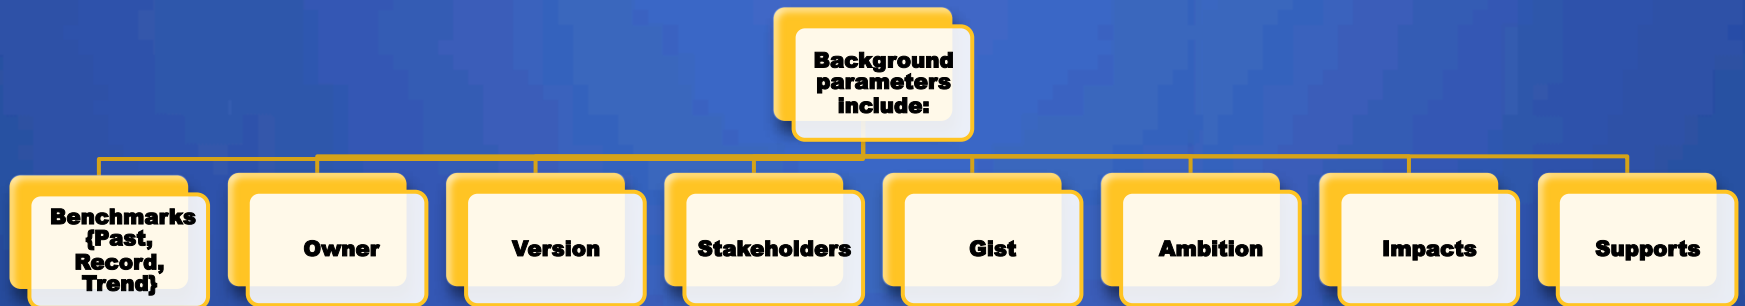 Background
parameters
include:
Benchmarks
{Past,
Record,
Trend}
Owner
Version
Stakeholders
Gist
Ambition
Impacts
Supports